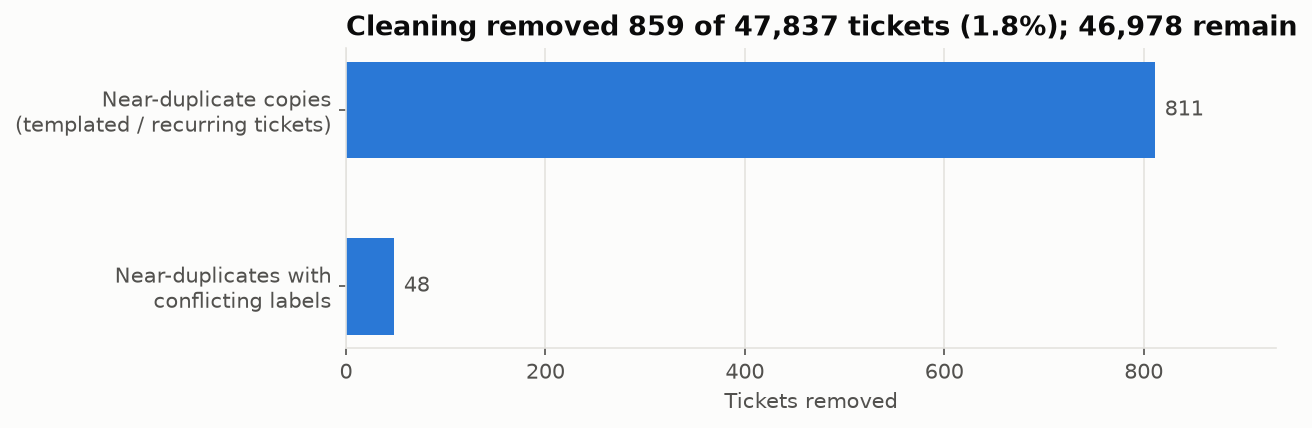 Cleaning removed 859 of 47,837 tickets (1.8%); 46,978 remain
Near-duplicate copies
(templated / recurring tickets)
811
Near-duplicates with
conflicting labels
48
0 200 400 600 800
Tickets removed